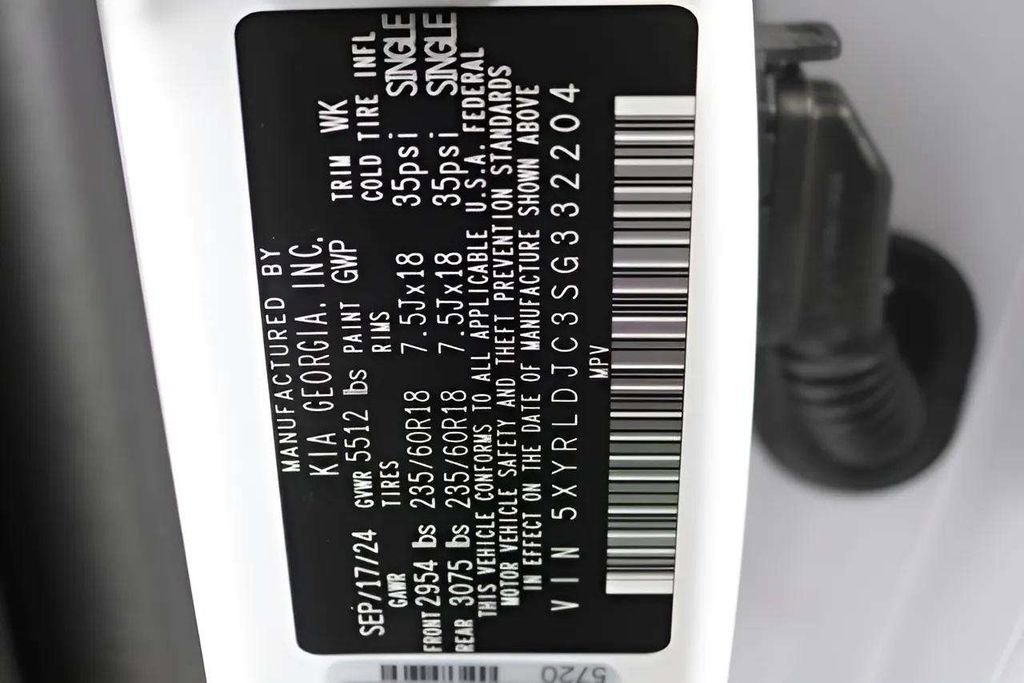 MANUFACTURED BY
KIA GEORGIA. INC.
SEP/17/24 GVWR 5512 lbs PAINT GWP TRIM WK
GAWR TIRES RIMS COLD TIRE INFL
FRONT 2954 lbs 235/60R18 7.5Jx18 35psi SINGLE
REAR 3075 lbs 235/60R18 7.5Jx18 35psi SINGLE
THIS VEHICLE CONFORMS TO ALL APPLICABLE U.S.A. FEDERAL
MOTOR VEHICLE SAFETY AND THEFT PREVENTION STANDARDS
IN EFFECT ON THE DATE OF MANUFACTURE SHOWN ABOVE
VIN 5XYRLDJC3SG332204
MPV
5720